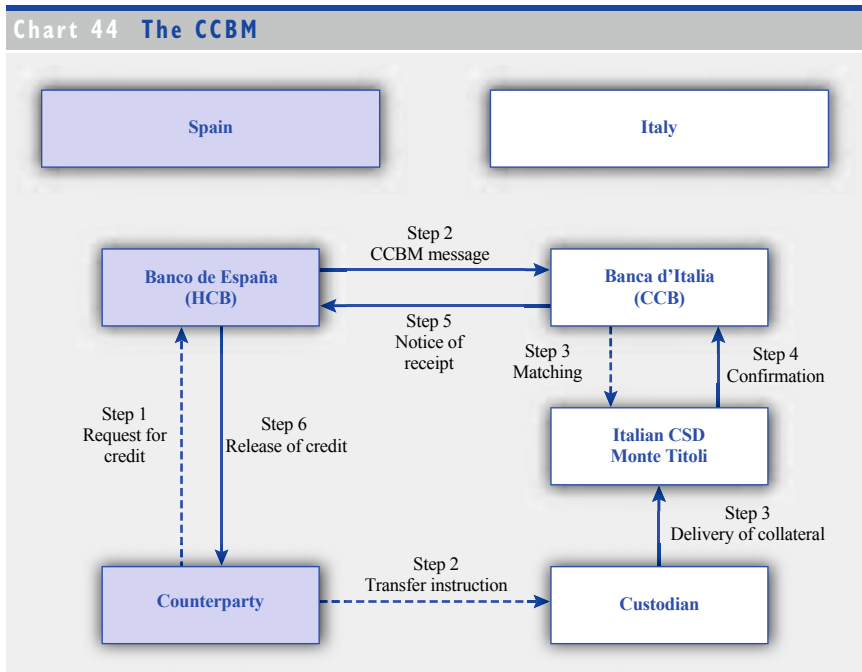 Chart 44 The CCBM
Spain
Italy
Step 2
CCBM message
Banco de España
(HCB)
Banca d’Italia
(CCB)
Step 5
Notice of
receipt
Step 3
Matching
Step 4
Confirmation
Step 1
Request for
credit
Step 6
Release of credit
Italian CSD
Monte Titoli
Step 3
Delivery of collateral
Step 2
Transfer instruction
Counterparty
Custodian